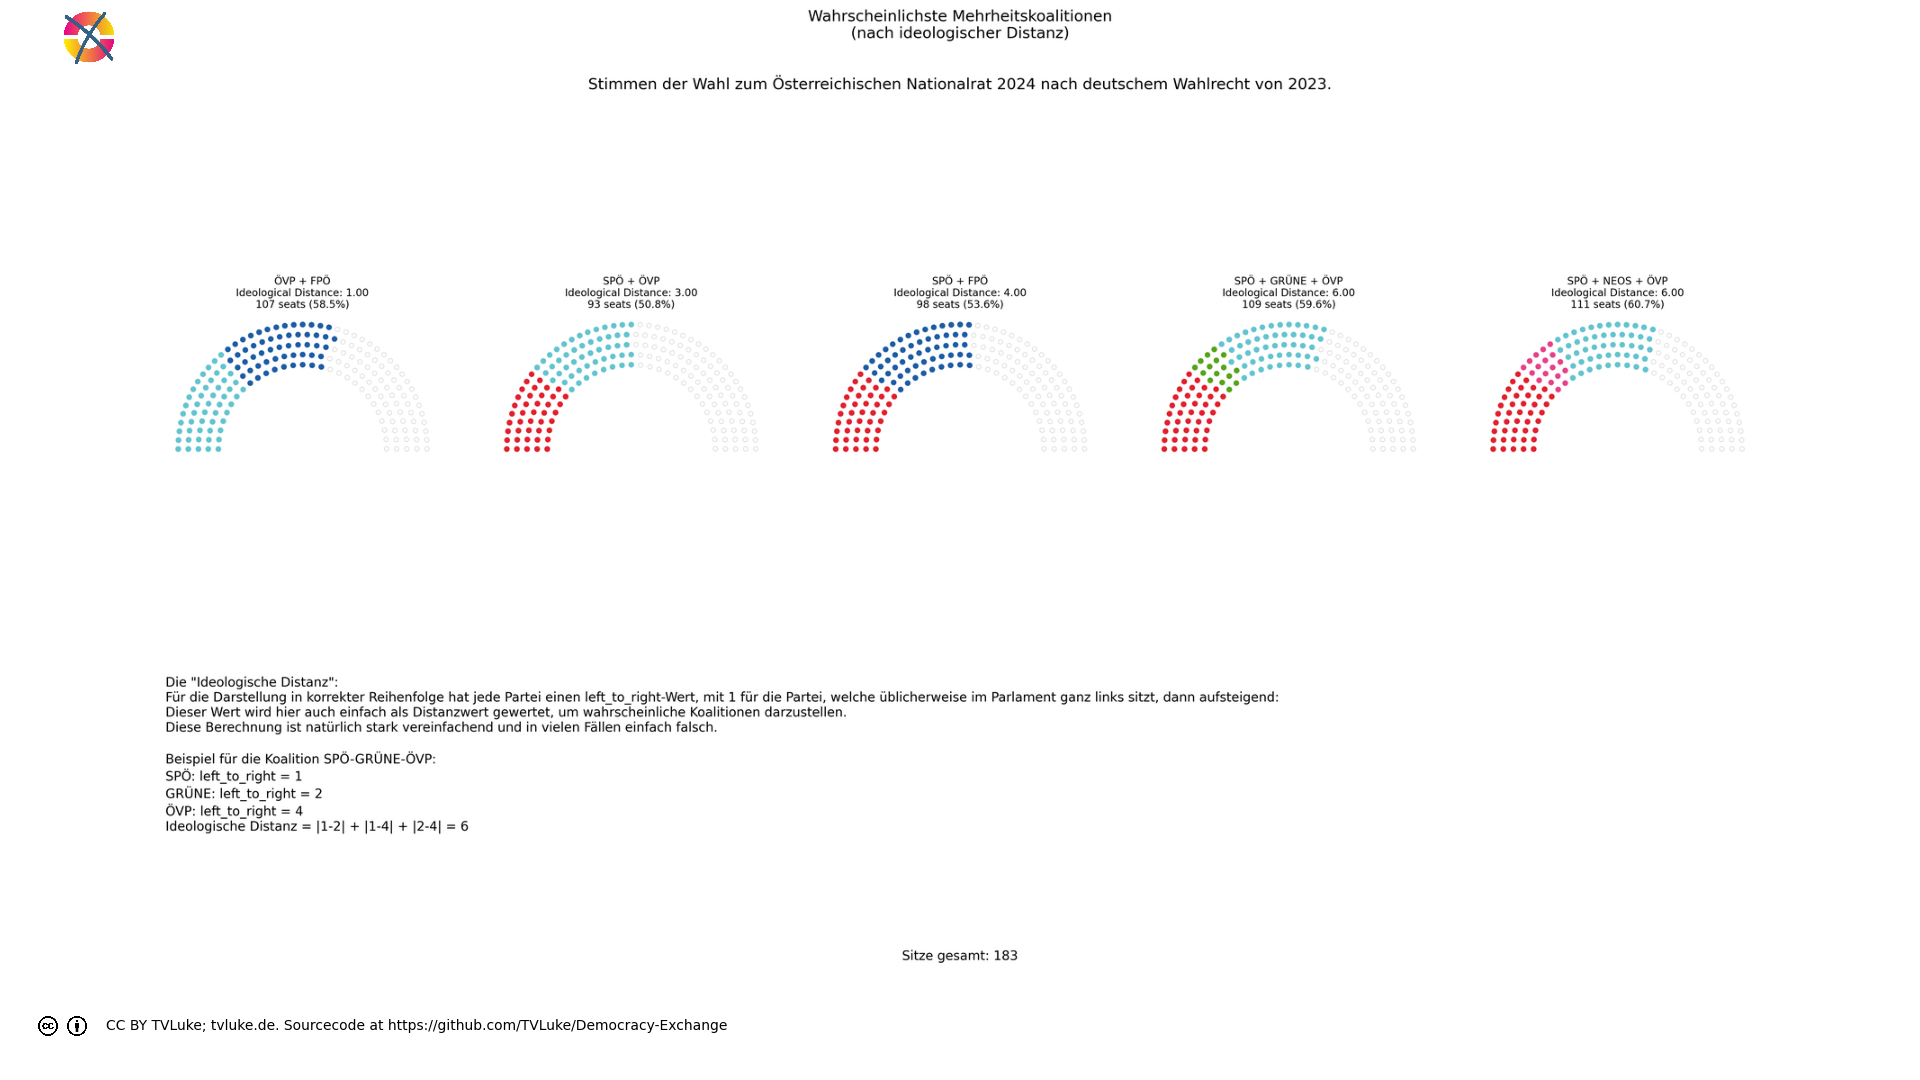 Wahrscheinlichste Mehrheitskoalitionen
(nach ideologischer Distanz)
Stimmen der Wahl zum Österreichischen Nationalrat 2024 nach deutschem Wahlrecht von 2023.
ÖVP + FPÖ
Ideological Distance: 1.00
107 seats (58.5%)
SPÖ + ÖVP
Ideological Distance: 3.00
93 seats (50.8%)
SPÖ + FPÖ
Ideological Distance: 4.00
98 seats (53.6%)
SPÖ + GRÜNE + ÖVP
Ideological Distance: 6.00
109 seats (59.6%)
SPÖ + NEOS + ÖVP
Ideological Distance: 6.00
111 seats (60.7%)
Die "Ideologische Distanz":
Für die Darstellung in korrekter Reihenfolge hat jede Partei einen left_to_right-Wert, mit 1 für die Partei, welche üblicherweise im Parlament ganz links sitzt, dann aufsteigend:
Dieser Wert wird hier auch einfach als Distanzwert gewertet, um wahrscheinliche Koalitionen darzustellen.
Diese Berechnung ist natürlich stark vereinfachend und in vielen Fällen einfach falsch.
Beispiel für die Koalition SPÖ-GRÜNE-ÖVP:
SPÖ: left_to_right = 1
GRÜNE: left_to_right = 2
ÖVP: left_to_right = 4
Ideologische Distanz = |1-2| + |1-4| + |2-4| = 6
Sitze gesamt: 183
cc CC BY TVLuke; tvluke.de. Sourcecode at https://github.com/TVLuke/Democracy-Exchange